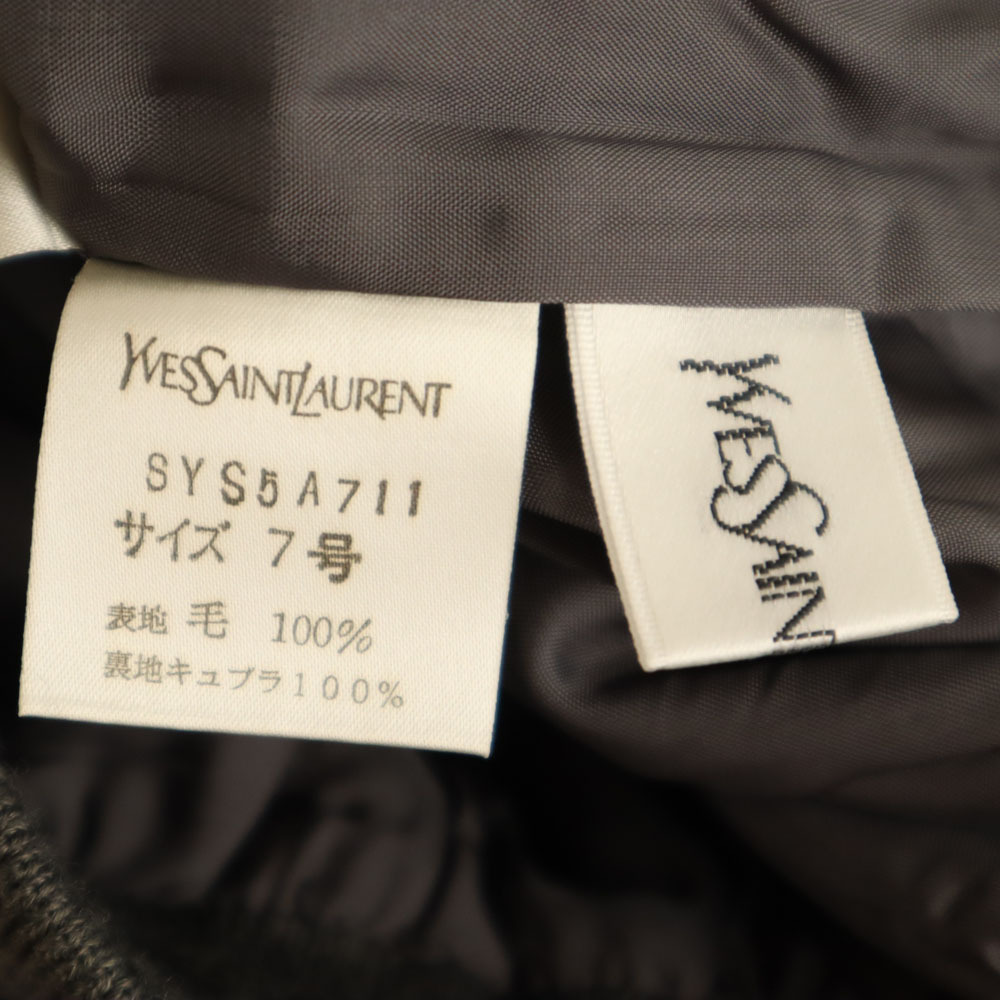 YVESSAINTLAURENT
SYS5A711
サイズ 7号
表地 毛 100%
裏地キュプラ100%
YVESSAIN